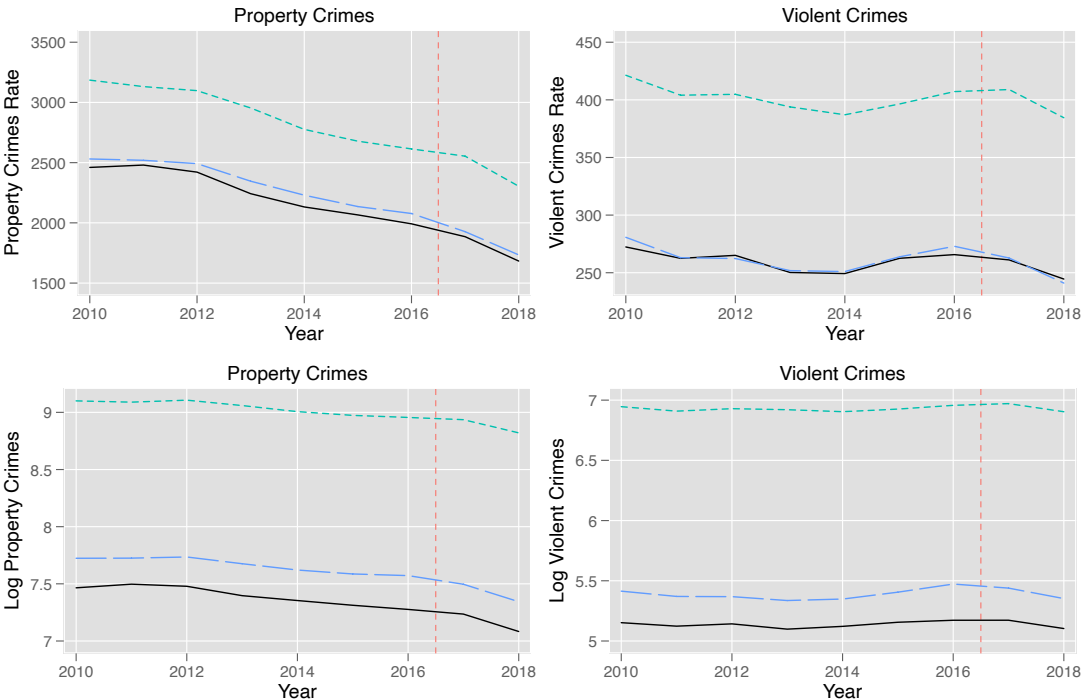 Property Crimes
Property Crimes Rate
3500
3000
2500
2000
1500
2010 2012 2014 2016 2018
Year
Violent Crimes
Violent Crimes Rate
450
400
350
300
250
2010 2012 2014 2016 2018
Year
Property Crimes
Log Property Crimes
9
8.5
8
7.5
7
2010 2012 2014 2016 2018
Year
Violent Crimes
Log Violent Crimes
7
6.5
6
5.5
5
2010 2012 2014 2016 2018
Year